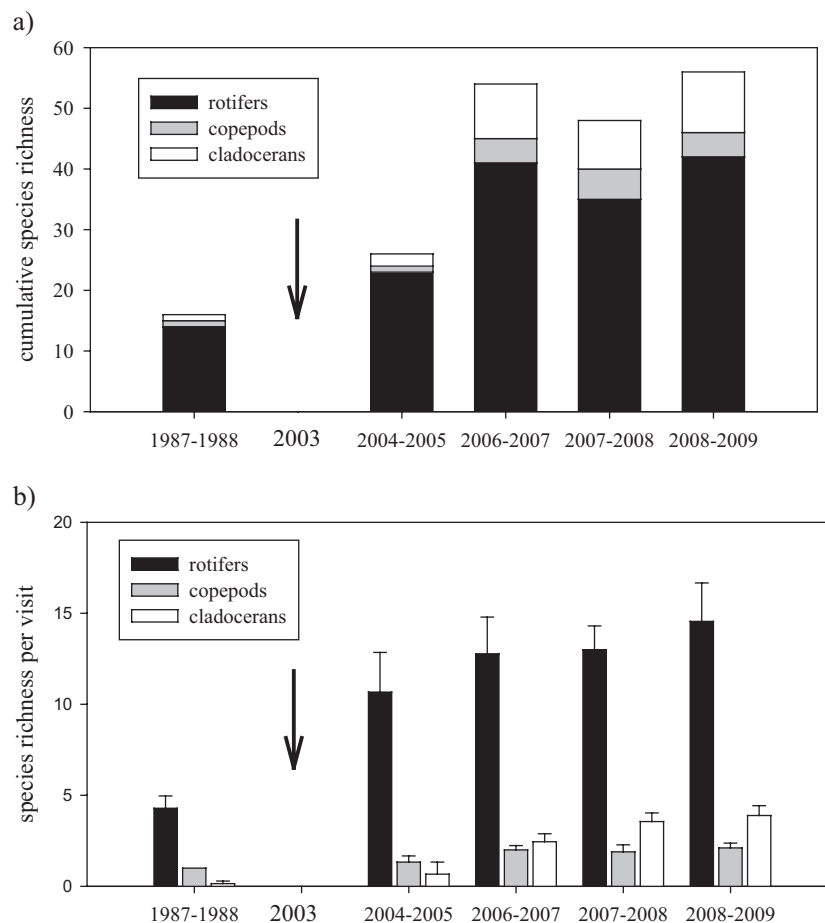 a)
60
50
40
30
20
10
0
cumulative species richness
rotifers
copepods
cladocerans
1987-1988 2003 2004-2005 2006-2007 2007-2008 2008-2009
b)
20
15
10
5
0
species richness per visit
rotifers
copepods
cladocerans
1987-1988 2003 2004-2005 2006-2007 2007-2008 2008-2009